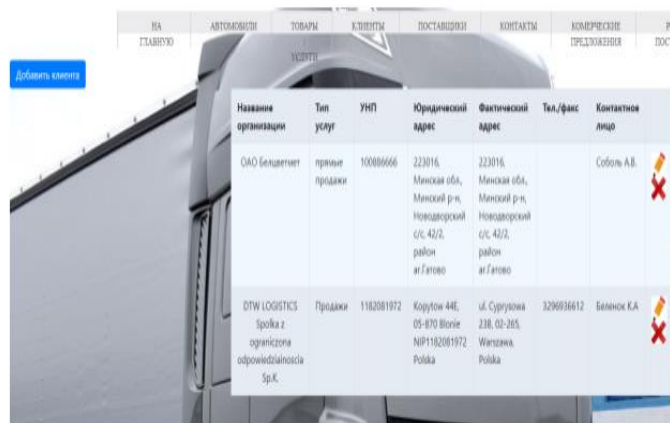 НА АВТОМОБИЛИ ТОВАРЫ КЛИЕНТЫ ПОСТАВЩИКИ КОНТАКТЫ КОМЕРЧЕСКИЕ
ГЛАВНУЮ ПРЕДЛОЖЕНИЯ
УСЛУГИ
Добавить клиента
Название Тип УНП Юридический Фактический Тел./факс Контактное
организации услуг адрес адрес лицо
ОАО Белцветмет прямые 100886666 223016, 223016, Соболь А.В.
продажи Минская обл., Минская обл.,
Минский р-н, Минский р-н,
Новодворский Новодворский
с/с, 42/2, с/с, 42/2,
район район
аг.Гатово аг.Гатово
DTW LOGISTICS Продажи 1182081972 Kopytow 44E, ul. Cyprysowa 3296936612 Беленок К.А
Spolka z 05-870 Blonie 23B, 02-265,
ograniczona NIP1182081972 Warszawa,
odpowiedzialnoscia Polska Polska
Sp.K.